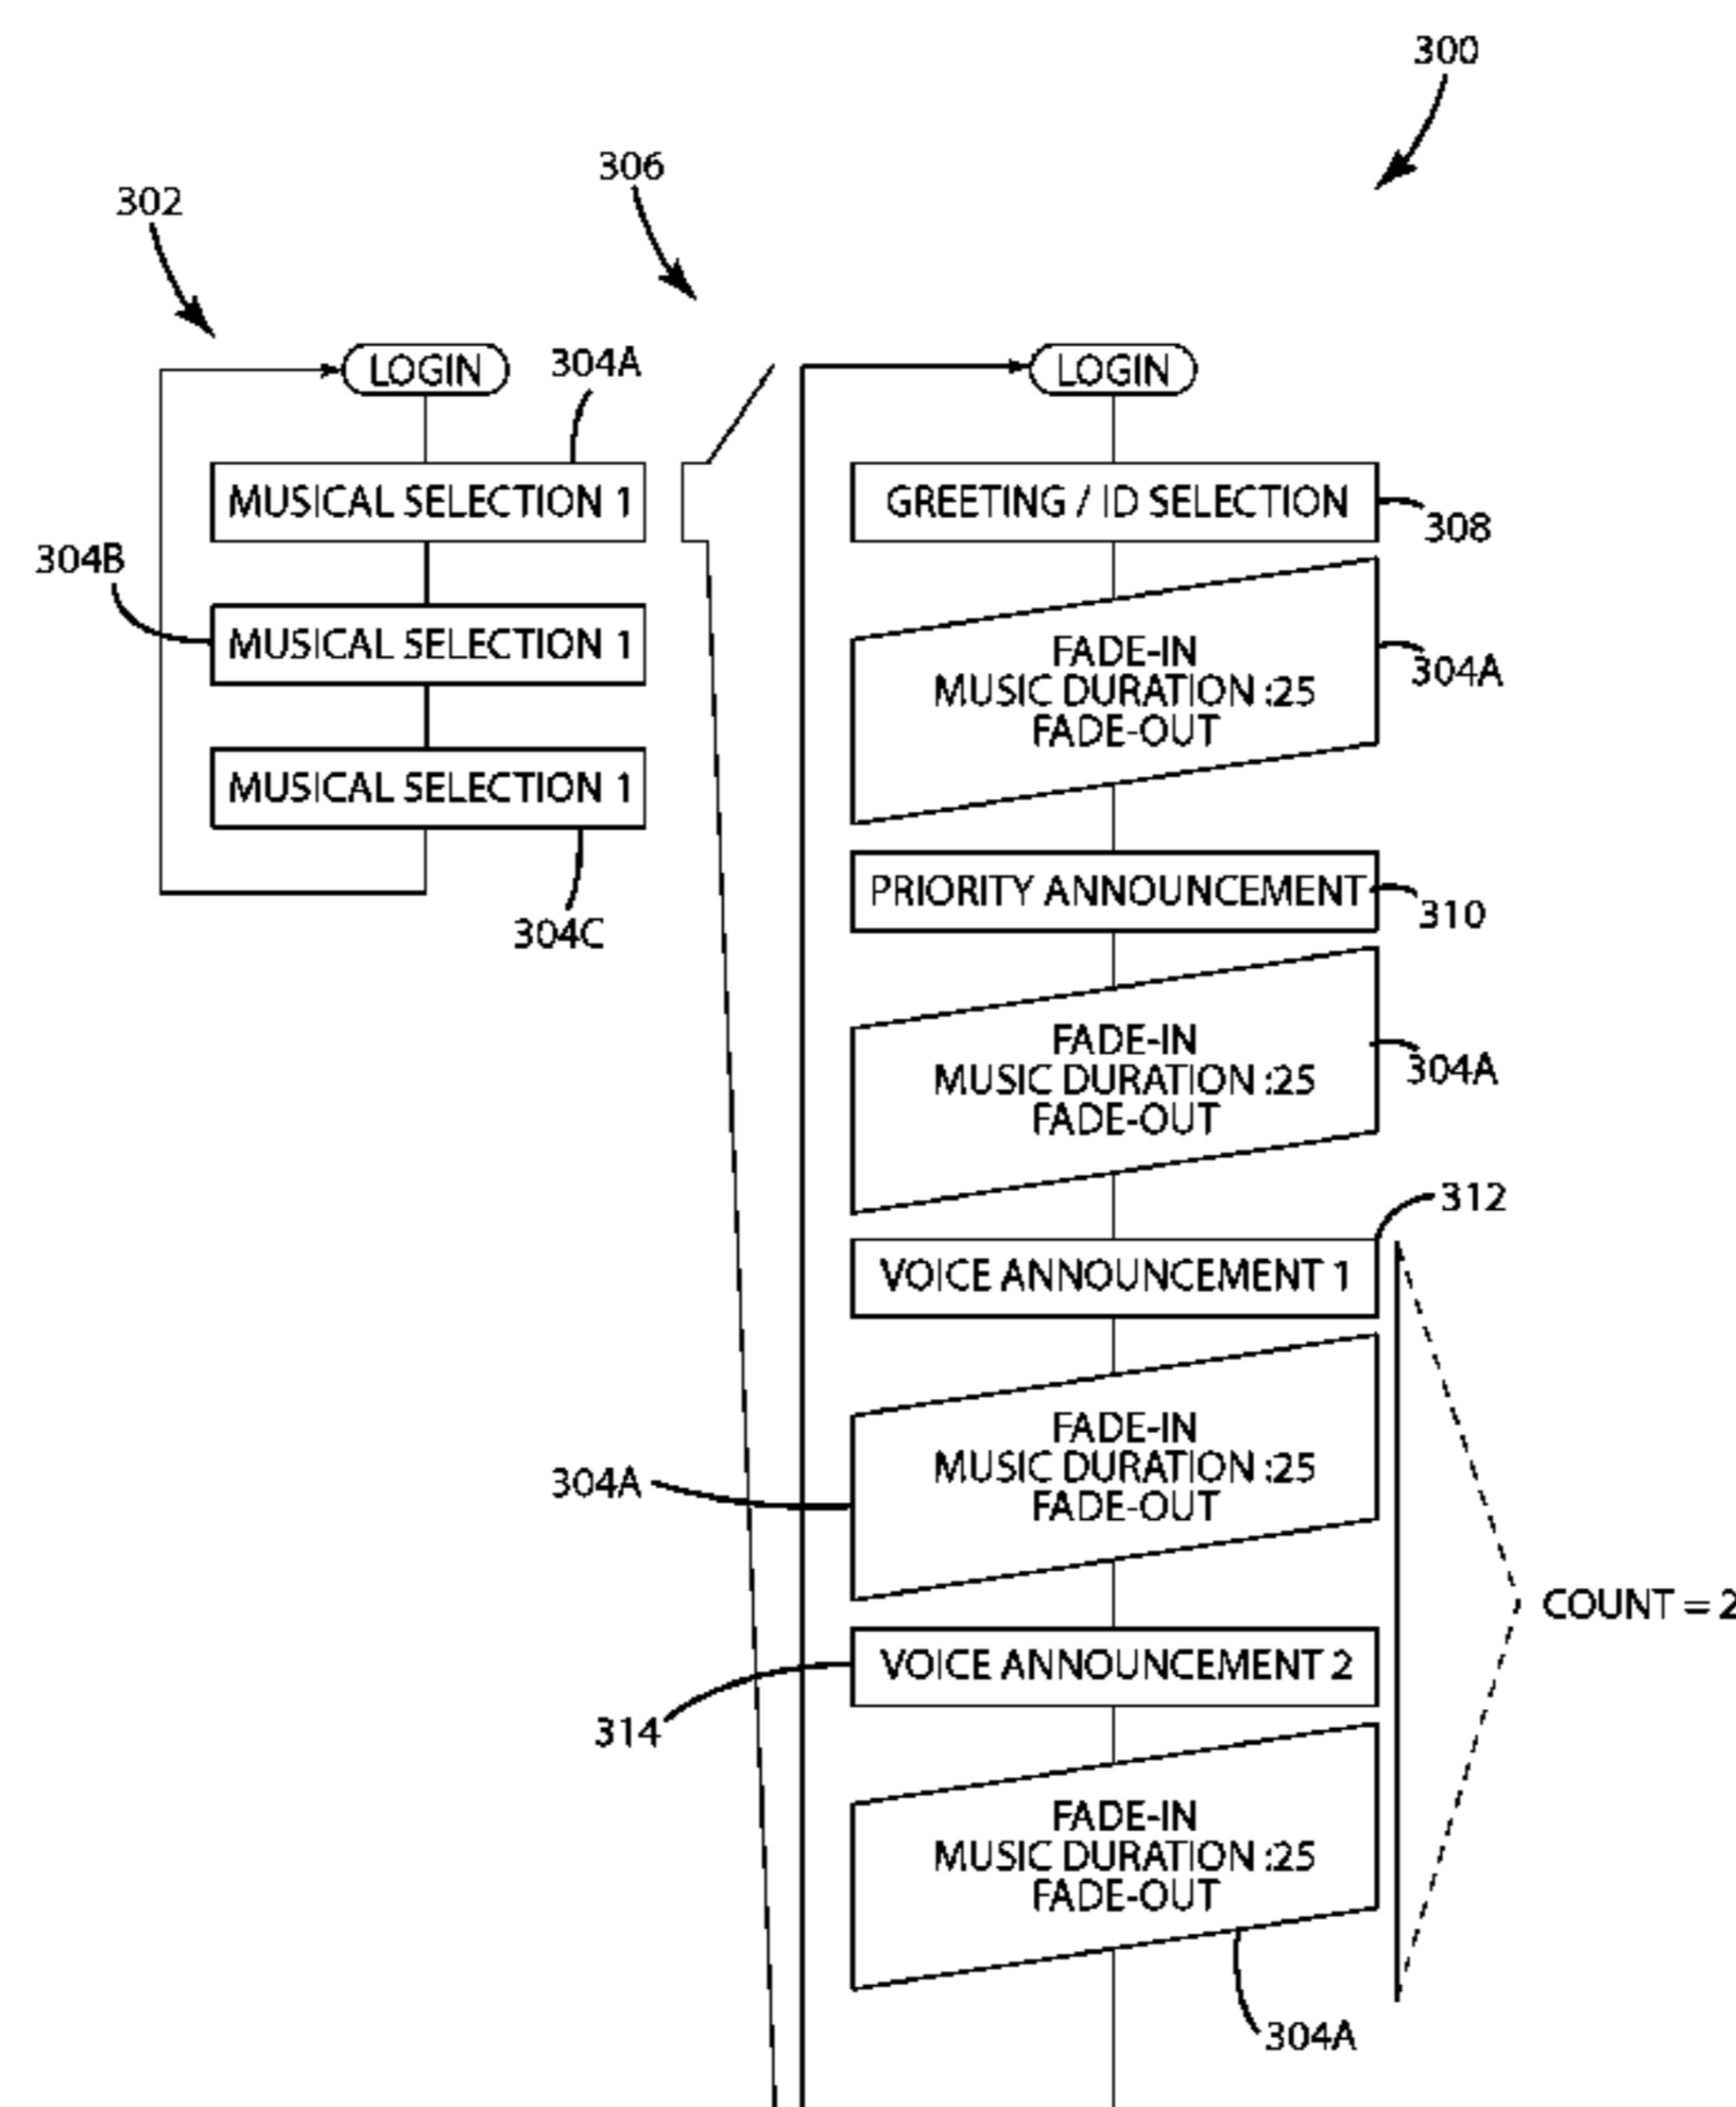 300
306
302
LOGIN
304A
MUSICAL SELECTION 1
304B
MUSICAL SELECTION 1
MUSICAL SELECTION 1
304C
LOGIN
GREETING / ID SELECTION
308
FADE-IN
MUSIC DURATION :25
FADE-OUT
304A
PRIORITY ANNOUNCEMENT
310
FADE-IN
MUSIC DURATION :25
FADE-OUT
304A
312
VOICE ANNOUNCEMENT 1
FADE-IN
MUSIC DURATION :25
FADE-OUT
304A
COUNT = 2
VOICE ANNOUNCEMENT 2
314
FADE-IN
MUSIC DURATION :25
FADE-OUT
304A